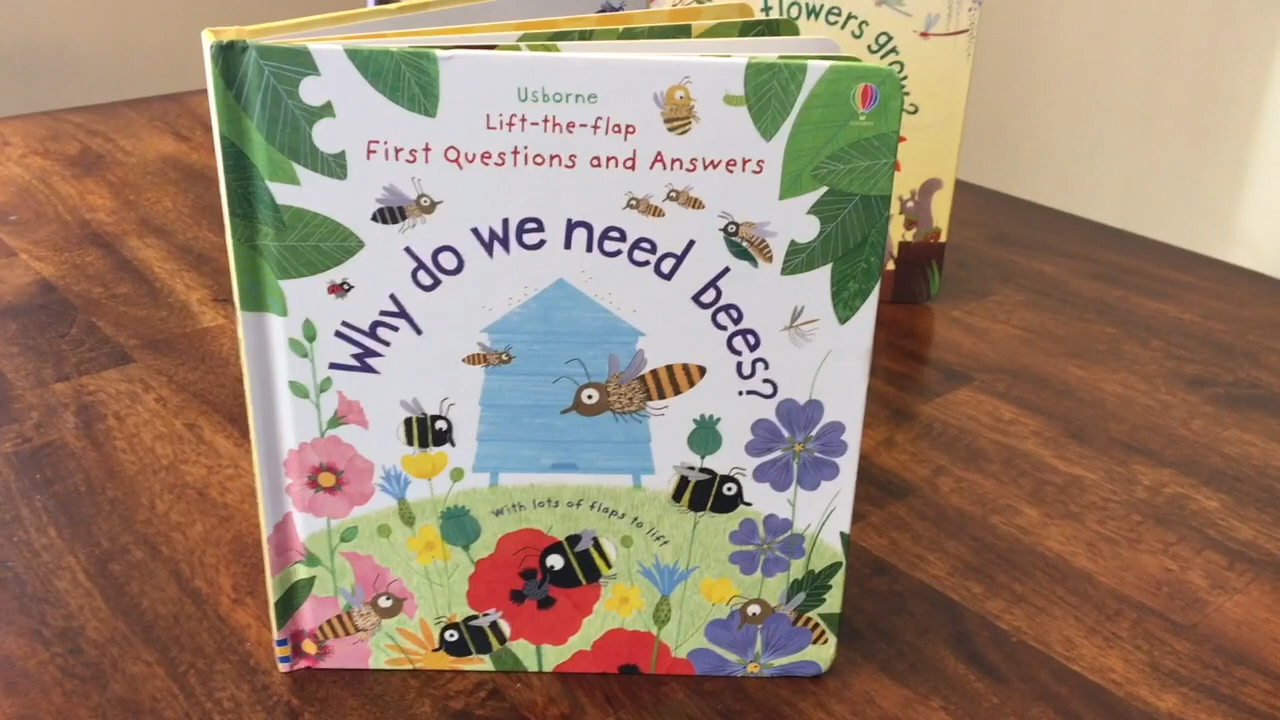 Usborne
Lift-the-flap
First Questions and Answers
Why do we need bees?
With lots of flaps to lift
flowers grow?